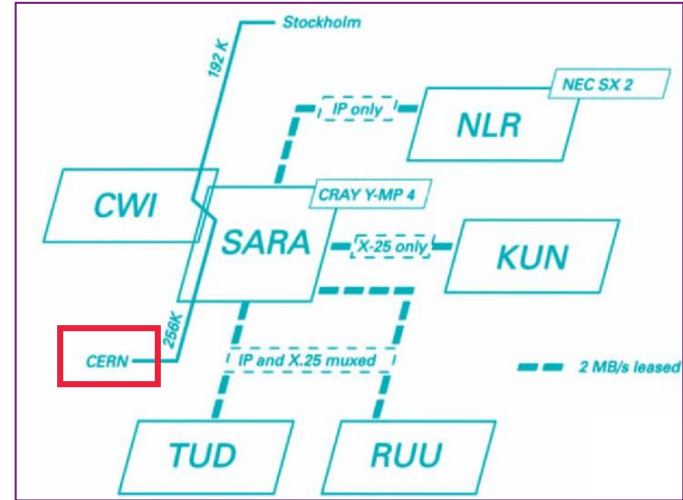 Stockholm
192 K
NEC SX 2
IP only
NLR
CRAY Y-MP 4
CWI
SARA
X-25 only
KUN
256K
CERN
IP and X.25 muxed
2 MB/s leased
TUD
RUU